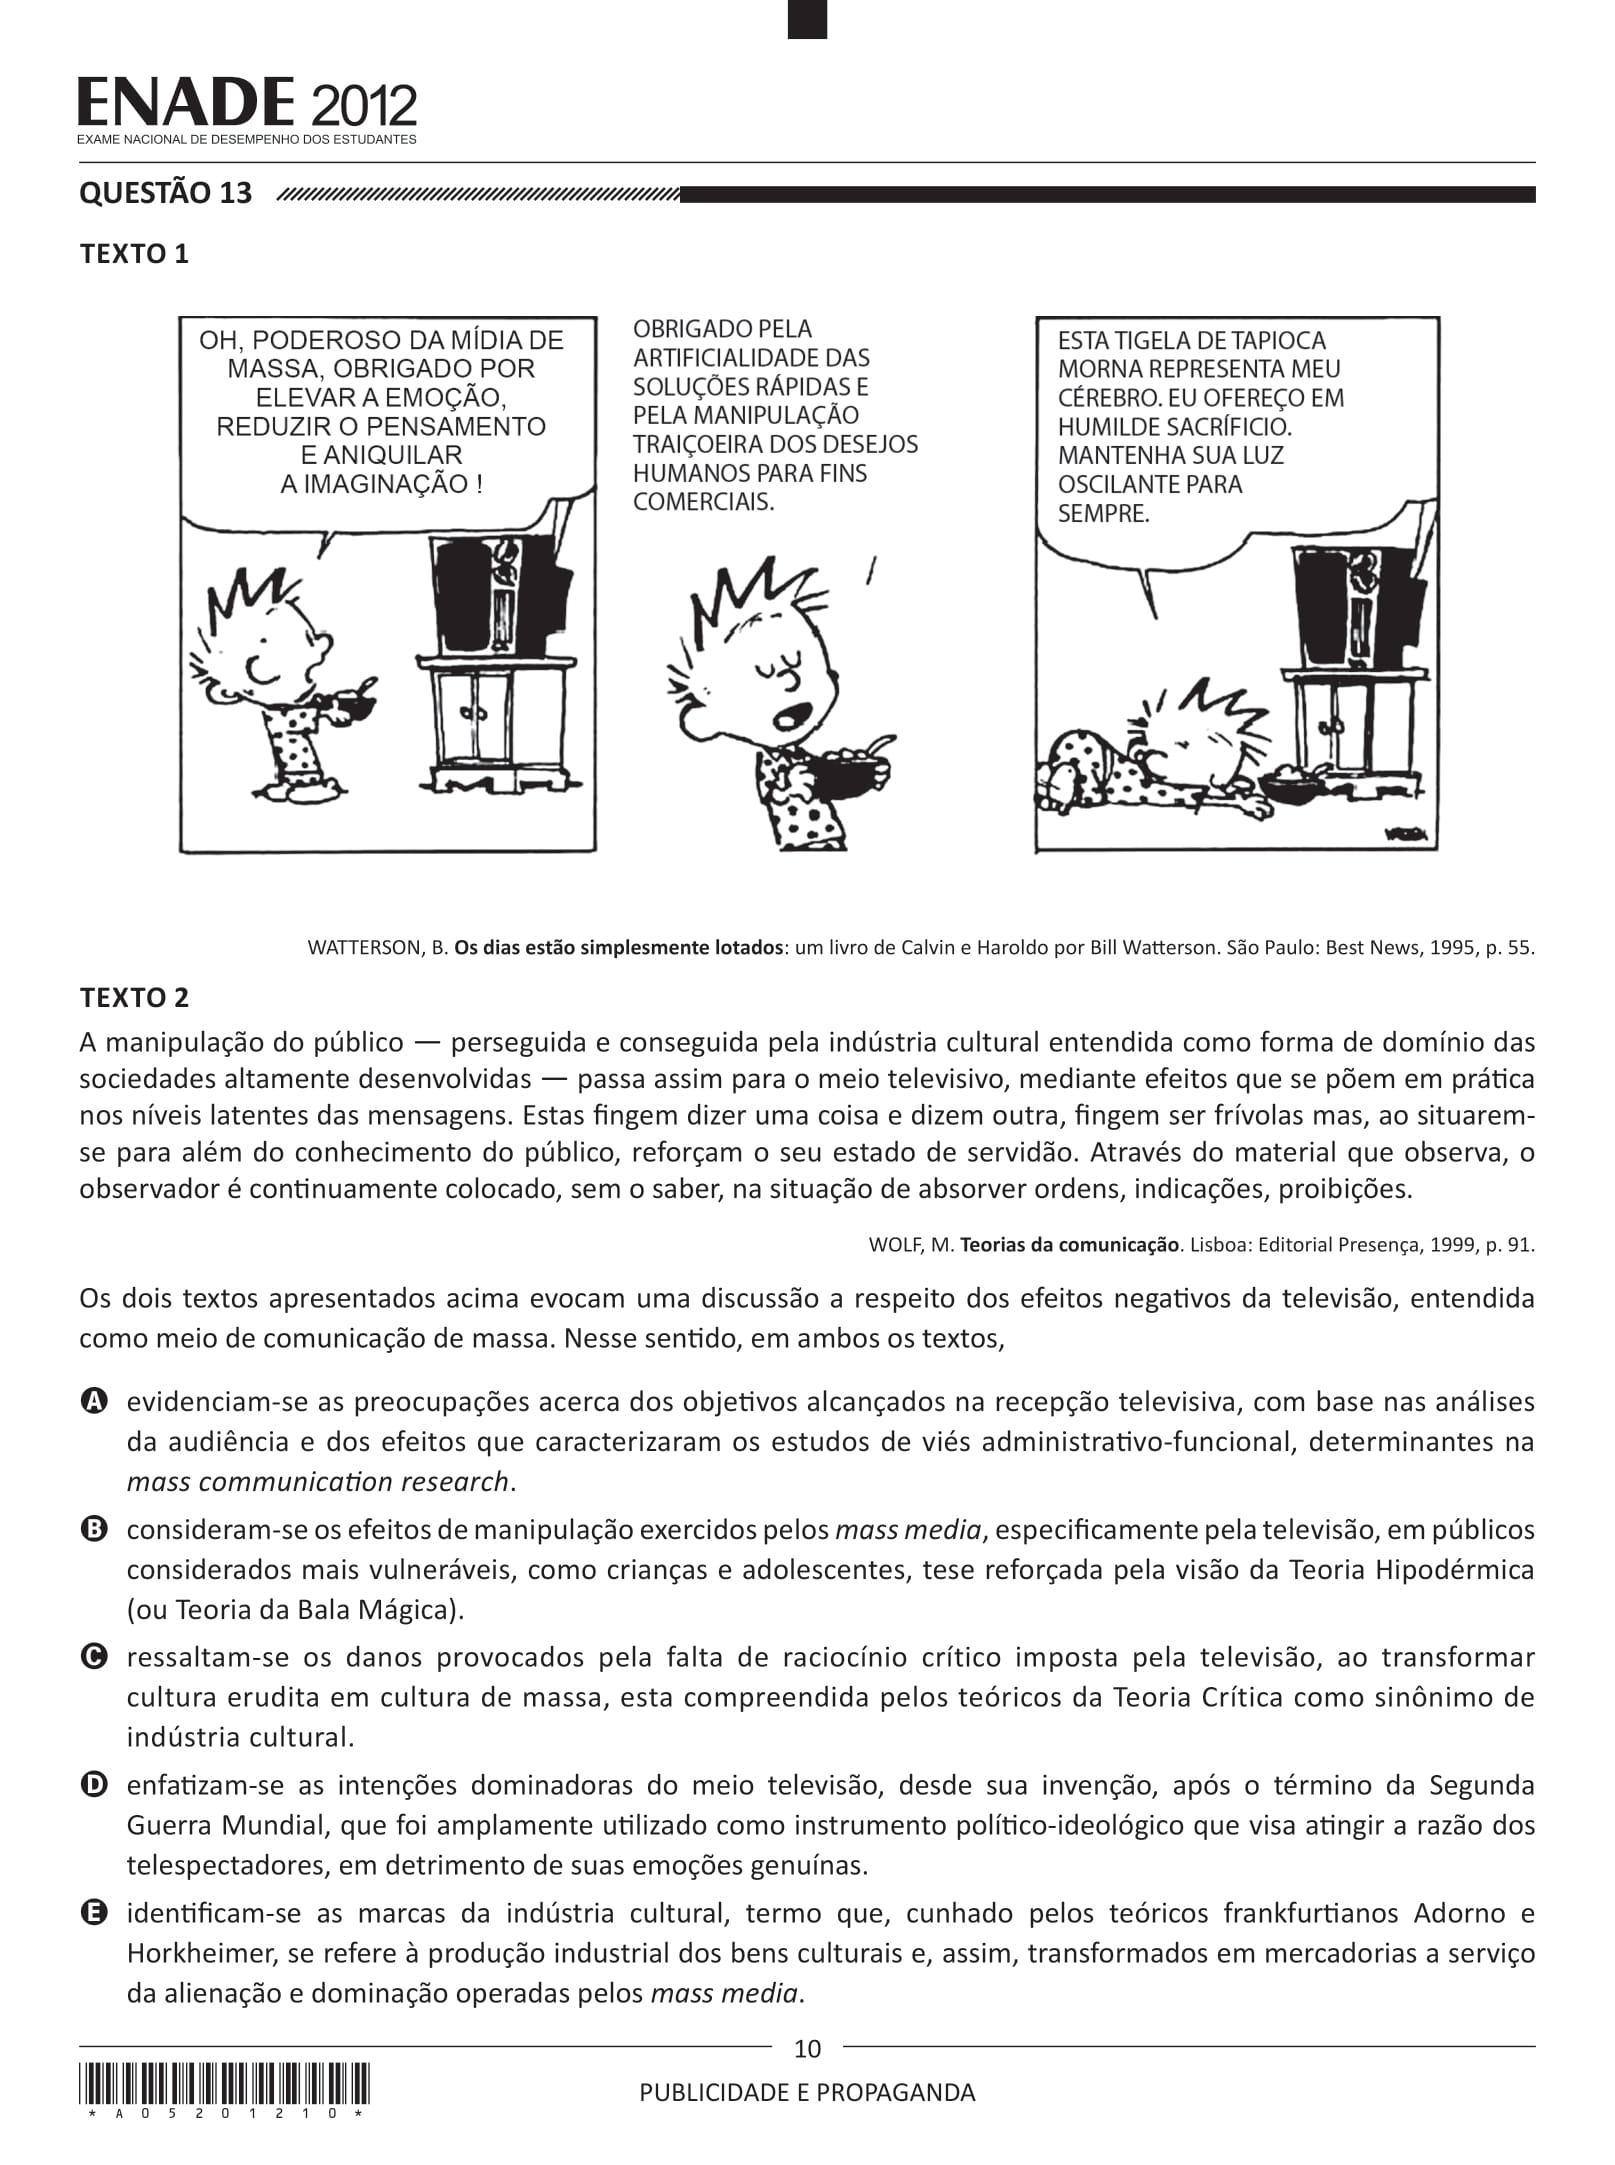 ENADE 2012
EXAME NACIONAL DE DESEMPENHO DOS ESTUDANTES
QUESTÃO 13
TEXTO 1
OH, PODEROSO DA MÍDIA DE
MASSA, OBRIGADO POR
ELEVAR A EMOÇÃO,
REDUZIR O PENSAMENTO
E ANIQUILAR
A IMAGINAÇÃO !
OBRIGADO PELA
ARTIFICIALIDADE DAS
SOLUÇÕES RÁPIDAS E
PELA MANIPULAÇÃO
TRAIÇOEIRA DOS DESEJOS
HUMANOS PARA FINS
COMERCIAIS.
ESTA TIGELA DE TAPIOCA
MORNA REPRESENTA MEU
CÉREBRO. EU OFEREÇO EM
HUMILDE SACRÍFICIO.
MANTENHA SUA LUZ
OSCILANTE PARA
SEMPRE.
WATTERSON, B. Os dias estão simplesmente lotados: um livro de Calvin e Haroldo por Bill Watterson. São Paulo: Best News, 1995, p. 55.
TEXTO 2
A manipulação do público — perseguida e conseguida pela indústria cultural entendida como forma de domínio das
sociedades altamente desenvolvidas — passa assim para o meio televisivo, mediante efeitos que se põem em prática
nos níveis latentes das mensagens. Estas fingem dizer uma coisa e dizem outra, fingem ser frívolas mas, ao situarem-
se para além do conhecimento do público, reforçam o seu estado de servidão. Através do material que observa, o
observador é continuamente colocado, sem o saber, na situação de absorver ordens, indicações, proibições.
WOLF, M. Teorias da comunicação. Lisboa: Editorial Presença, 1999, p. 91.
Os dois textos apresentados acima evocam uma discussão a respeito dos efeitos negativos da televisão, entendida
como meio de comunicação de massa. Nesse sentido, em ambos os textos,
A evidenciam-se as preocupações acerca dos objetivos alcançados na recepção televisiva, com base nas análises
da audiência e dos efeitos que caracterizaram os estudos de viés administrativo-funcional, determinantes na
mass communication research.
B consideram-se os efeitos de manipulação exercidos pelos mass media, especificamente pela televisão, em públicos
considerados mais vulneráveis, como crianças e adolescentes, tese reforçada pela visão da Teoria Hipodérmica
(ou Teoria da Bala Mágica).
C ressaltam-se os danos provocados pela falta de raciocínio crítico imposta pela televisão, ao transformar
cultura erudita em cultura de massa, esta compreendida pelos teóricos da Teoria Crítica como sinônimo de
indústria cultural.
D enfatizam-se as intenções dominadoras do meio televisão, desde sua invenção, após o término da Segunda
Guerra Mundial, que foi amplamente utilizado como instrumento político-ideológico que visa atingir a razão dos
telespectadores, em detrimento de suas emoções genuínas.
E identificam-se as marcas da indústria cultural, termo que, cunhado pelos teóricos frankfurtianos Adorno e
Horkheimer, se refere à produção industrial dos bens culturais e, assim, transformados em mercadorias a serviço
da alienação e dominação operadas pelos mass media.
10
PUBLICIDADE E PROPAGANDA
* A 0 5 2 0 1 2 1 0 *